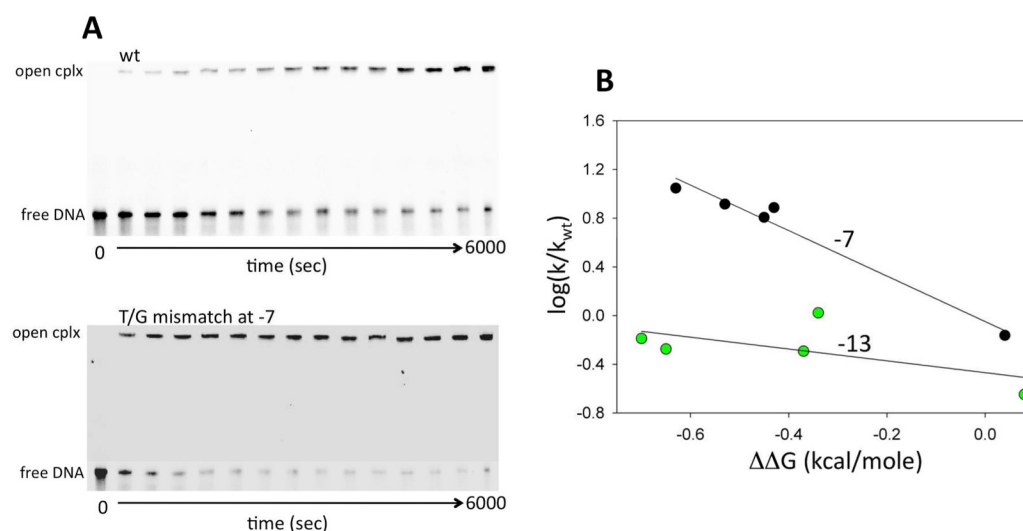 A
wt
open cplx
free DNA
0
6000
time (sec)
T/G mismatch at -7
open cplx
free DNA
0
6000
time (sec)
B
1.6
1.2
0.8
0.4
0.0
-0.4
-0.8
log(k/kwt)
-7
-13
-0.6
-0.4
-0.2
0.0
ΔΔG (kcal/mole)